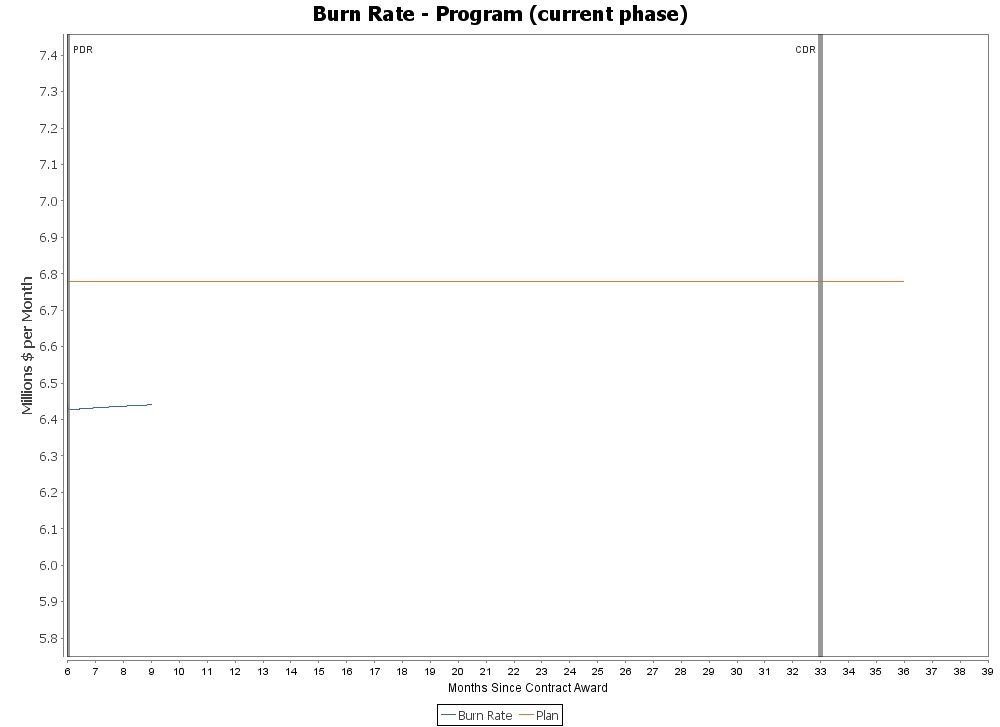 Burn Rate - Program (current phase)
PDR
CDR
7.4
7.3
7.2
7.1
7.0
6.9
6.8
6.7
6.6
6.5
6.4
6.3
6.2
6.1
6.0
5.9
5.8
Millions $ per Month
6 7 8 9 10 11 12 13 14 15 16 17 18 19 20 21 22 23 24 25 26 27 28 29 30 31 32 33 34 35 36 37 38 39
Months Since Contract Award
Burn Rate Plan